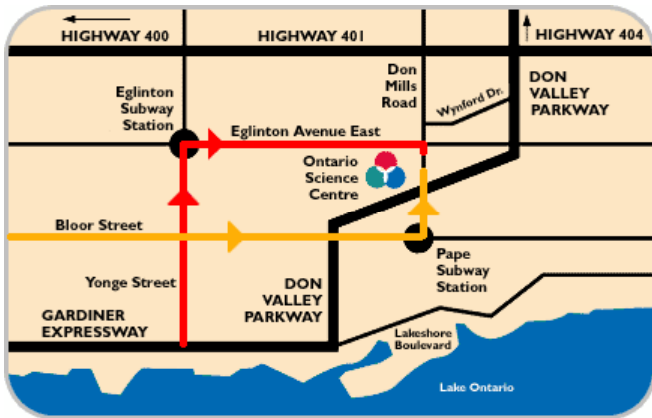 HIGHWAY 400
HIGHWAY 401
HIGHWAY 404
Don
Mills
Road
DON
VALLEY
PARKWAY
Wynford Dr.
Eglinton
Subway
Station
Eglinton Avenue East
Ontario
Science
Centre
Bloor Street
Pape
Subway
Station
Yonge Street
DON
VALLEY
PARKWAY
GARDINER
EXPRESSWAY
Lakeshore
Boulevard
Lake Ontario